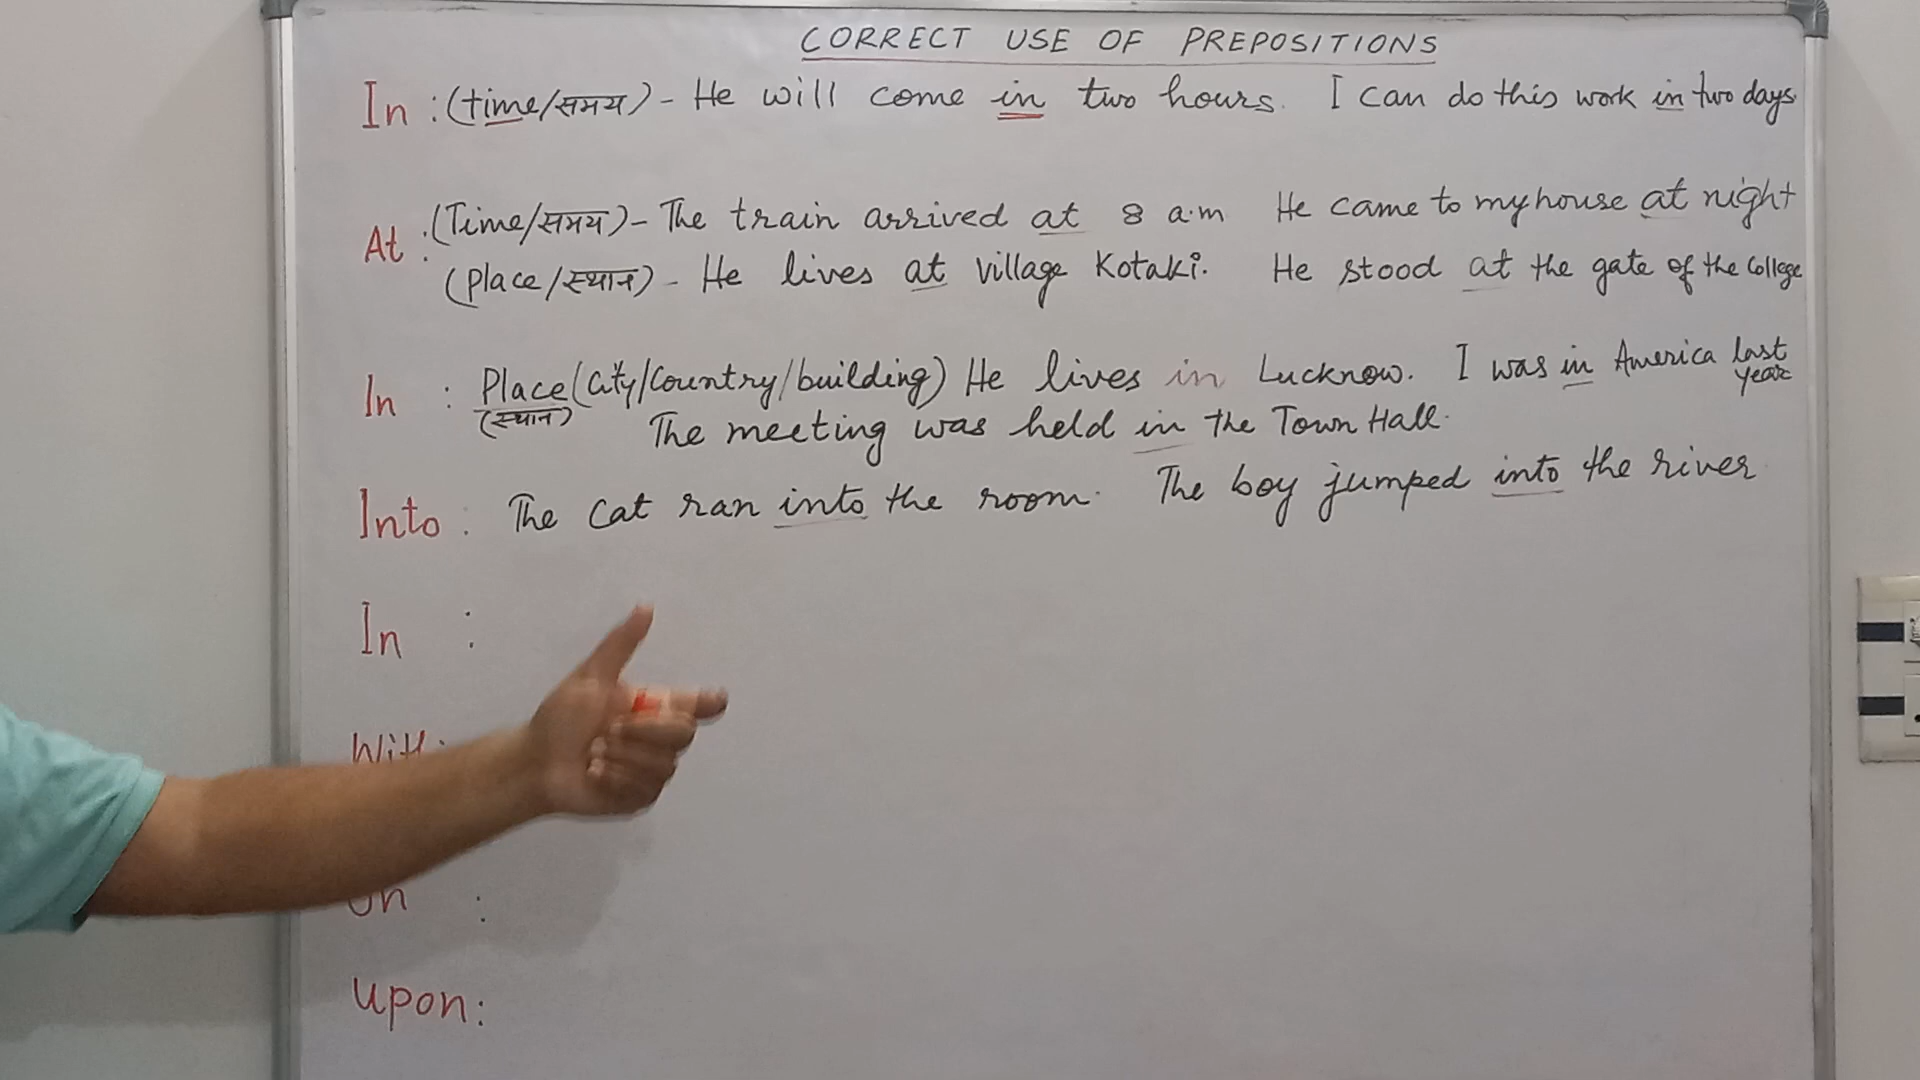 CORRECT USE OF PREPOSITIONS
In : (time/समय) - He will come in two hours. I can do this work in two days.
At : (Time/समय) - The train arrived at 8 a.m He came to my house at night
(Place/स्थान) - He lives at village Kotaki. He stood at the gate of the College
In : Place (City/Country/building) He lives in Lucknow. I was in America last year
(स्थान) The meeting was held in the Town Hall.
Into : The cat ran into the room. The boy jumped into the river
In :
With :
On :
Upon :